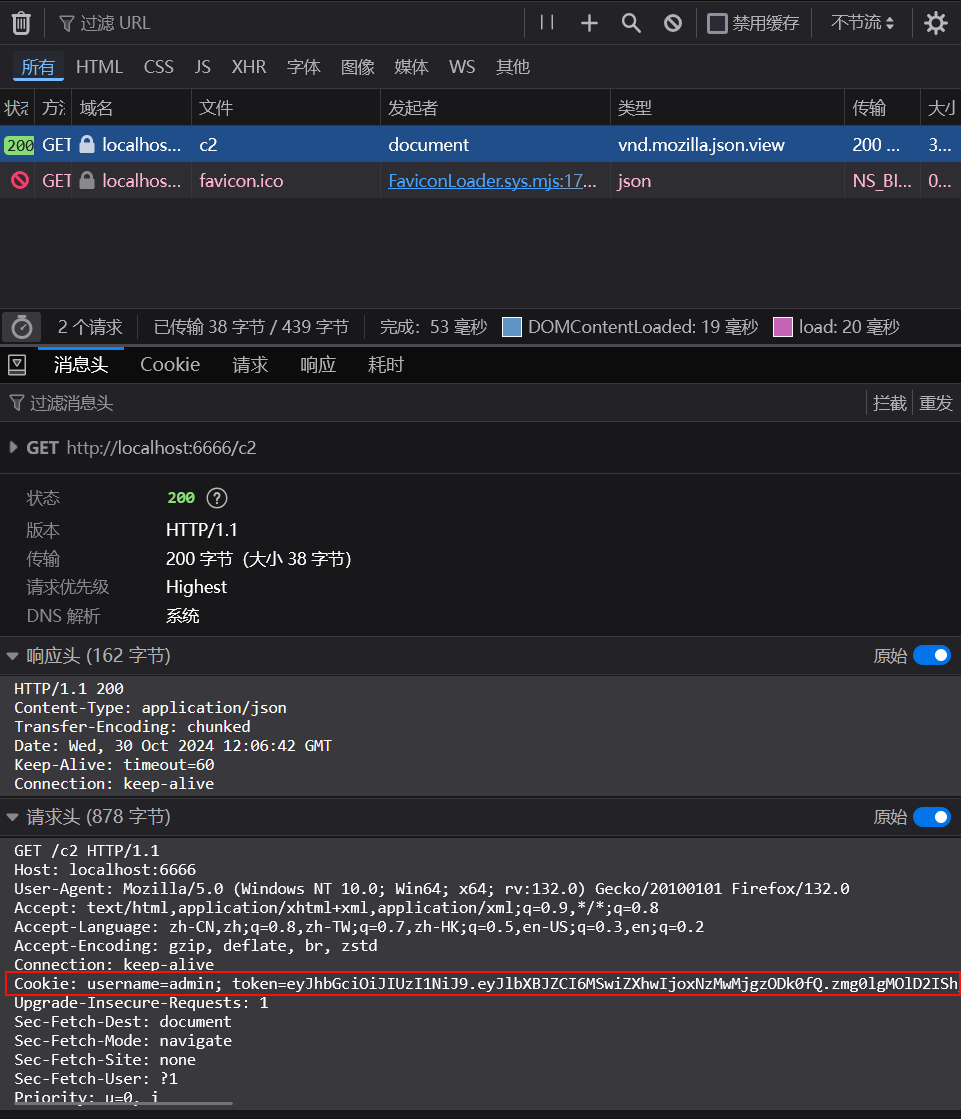 过滤 URL 禁用缓存 不节流
所有 HTML CSS JS XHR 字体 图像 媒体 WS 其他
状态 方法 域名 文件 发起者 类型 传输 大小
200 GET localhos... c2 document vnd.mozilla.json.view 200 ... 3...
GET localhos... favicon.ico FaviconLoader.sys.mjs:17... json NS_BI... 0...
2 个请求 已传输 38 字节 / 439 字节 完成：53 毫秒 DOMContentLoaded: 19 毫秒 load: 20 毫秒
消息头 Cookie 请求 响应 耗时
过滤消息头 拦截 重发
GET http://localhost:6666/c2
状态 200 ?
版本 HTTP/1.1
传输 200 字节（大小 38 字节）
请求优先级 Highest
DNS 解析 系统
响应头 (162 字节) 原始
HTTP/1.1 200
Content-Type: application/json
Transfer-Encoding: chunked
Date: Wed, 30 Oct 2024 12:06:42 GMT
Keep-Alive: timeout=60
Connection: keep-alive
请求头 (878 字节) 原始
GET /c2 HTTP/1.1
Host: localhost:6666
User-Agent: Mozilla/5.0 (Windows NT 10.0; Win64; x64; rv:132.0) Gecko/20100101 Firefox/132.0
Accept: text/html,application/xhtml+xml,application/xml;q=0.9,*/*;q=0.8
Accept-Language: zh-CN,zh;q=0.8,zh-TW;q=0.7,zh-HK;q=0.5,en-US;q=0.3,en;q=0.2
Accept-Encoding: gzip, deflate, br, zstd
Connection: keep-alive
Cookie: username=admin; token=eyJhbGciOiJIUzI1NiJ9.eyJlbXBJZCI6MSwiZXhwIjoxNzMwMjgzODk0fQ.zmg0lgMOlD2ISh
Upgrade-Insecure-Requests: 1
Sec-Fetch-Dest: document
Sec-Fetch-Mode: navigate
Sec-Fetch-Site: none
Sec-Fetch-User: ?1
Priority: u=0, i